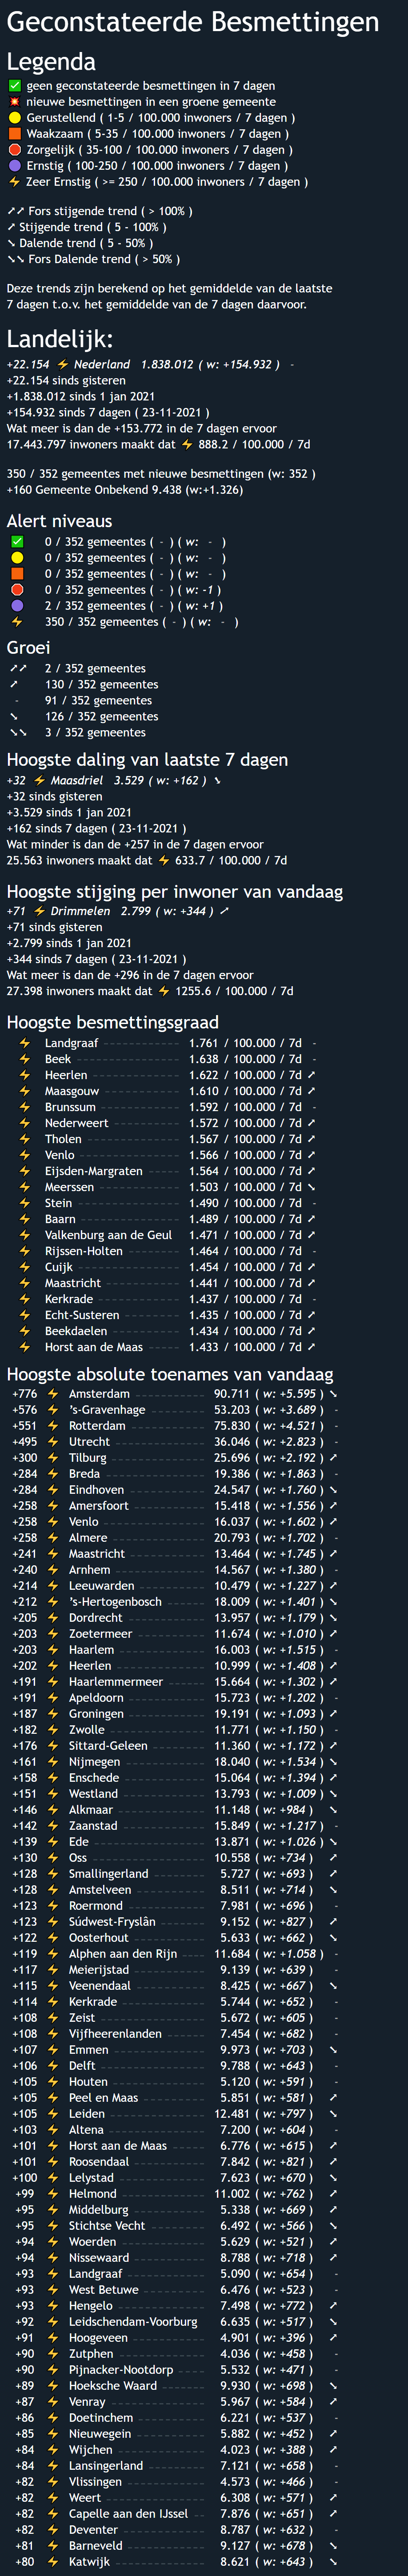 Geconstateerde Besmettingen
Legenda
✅ geen geconstateerde besmettingen in 7 dagen
💥 nieuwe besmettingen in een groene gemeente
🟡 Gerustellend ( 1-5 / 100.000 inwoners / 7 dagen )
🟧 Waakzaam ( 5-35 / 100.000 inwoners / 7 dagen )
🛑 Zorgelijk ( 35-100 / 100.000 inwoners / 7 dagen )
🟣 Ernstig ( 100-250 / 100.000 inwoners / 7 dagen )
⚡ Zeer Ernstig ( >= 250 / 100.000 inwoners / 7 dagen )
➚➚ Fors stijgende trend ( > 100% )
➚ Stijgende trend ( 5 - 100% )
➘ Dalende trend ( 5 - 50% )
➘➘ Fors Dalende trend ( > 50% )
Deze trends zijn berekend op het gemiddelde van de laatste
7 dagen t.o.v. het gemiddelde van de 7 dagen daarvoor.
Landelijk:
+22.154 ⚡ Nederland 1.838.012 ( w: +154.932 ) -
+22.154 sinds gisteren
+1.838.012 sinds 1 jan 2021
+154.932 sinds 7 dagen ( 23-11-2021 )
Wat meer is dan de +153.772 in de 7 dagen ervoor
17.443.797 inwoners maakt dat ⚡ 888.2 / 100.000 / 7d
350 / 352 gemeentes met nieuwe besmettingen (w: 352 )
+160 Gemeente Onbekend 9.438 (w:+1.326)
Alert niveaus
✅ 0 / 352 gemeentes ( - ) ( w: - )
🟡 0 / 352 gemeentes ( - ) ( w: - )
🟧 0 / 352 gemeentes ( - ) ( w: - )
🛑 0 / 352 gemeentes ( - ) ( w: -1 )
🟣 2 / 352 gemeentes ( - ) ( w: +1 )
⚡ 350 / 352 gemeentes ( - ) ( w: - )
Groei
➚➚ 2 / 352 gemeentes
➚ 130 / 352 gemeentes
- 91 / 352 gemeentes
➘ 126 / 352 gemeentes
➘➘ 3 / 352 gemeentes
Hoogste daling van laatste 7 dagen
+32 ⚡ Maasdriel 3.529 ( w: +162 ) ➘
+32 sinds gisteren
+3.529 sinds 1 jan 2021
+162 sinds 7 dagen ( 23-11-2021 )
Wat minder is dan de +257 in de 7 dagen ervoor
25.563 inwoners maakt dat ⚡ 633.7 / 100.000 / 7d
Hoogste stijging per inwoner van vandaag
+71 ⚡ Drimmelen 2.799 ( w: +344 ) ➚
+71 sinds gisteren
+2.799 sinds 1 jan 2021
+344 sinds 7 dagen ( 23-11-2021 )
Wat meer is dan de +296 in de 7 dagen ervoor
27.398 inwoners maakt dat ⚡ 1255.6 / 100.000 / 7d
Hoogste besmettingsgraad
⚡ Landgraaf 1.761 / 100.000 / 7d -
⚡ Beek 1.638 / 100.000 / 7d -
⚡ Heerlen 1.622 / 100.000 / 7d ➚
⚡ Maasgouw 1.610 / 100.000 / 7d ➚
⚡ Brunssum 1.592 / 100.000 / 7d -
⚡ Nederweert 1.572 / 100.000 / 7d ➚
⚡ Tholen 1.567 / 100.000 / 7d ➚
⚡ Venlo 1.566 / 100.000 / 7d ➚
⚡ Eijsden-Margraten 1.564 / 100.000 / 7d ➚
⚡ Meerssen 1.503 / 100.000 / 7d ➘
⚡ Stein 1.490 / 100.000 / 7d -
⚡ Baarn 1.489 / 100.000 / 7d ➚
⚡ Valkenburg aan de Geul 1.471 / 100.000 / 7d ➚
⚡ Rijssen-Holten 1.464 / 100.000 / 7d -
⚡ Cuijk 1.454 / 100.000 / 7d ➚
⚡ Maastricht 1.441 / 100.000 / 7d ➚
⚡ Kerkrade 1.437 / 100.000 / 7d -
⚡ Echt-Susteren 1.435 / 100.000 / 7d ➚
⚡ Beekdaelen 1.434 / 100.000 / 7d ➚
⚡ Horst aan de Maas 1.433 / 100.000 / 7d ➚
Hoogste absolute toenames van vandaag
+776 ⚡ Amsterdam 90.711 ( w: +5.595 ) ➘
+576 ⚡ 's-Gravenhage 53.203 ( w: +3.689 ) -
+551 ⚡ Rotterdam 75.830 ( w: +4.521 ) -
+495 ⚡ Utrecht 36.046 ( w: +2.823 ) -
+300 ⚡ Tilburg 25.696 ( w: +2.192 ) ➚
+284 ⚡ Breda 19.386 ( w: +1.863 ) -
+284 ⚡ Eindhoven 24.547 ( w: +1.760 ) ➘
+258 ⚡ Amersfoort 15.418 ( w: +1.556 ) ➚
+258 ⚡ Venlo 16.037 ( w: +1.602 ) ➚
+258 ⚡ Almere 20.793 ( w: +1.702 ) -
+241 ⚡ Maastricht 13.464 ( w: +1.745 ) ➚
+240 ⚡ Arnhem 14.567 ( w: +1.380 ) -
+214 ⚡ Leeuwarden 10.479 ( w: +1.227 ) ➚
+212 ⚡ 's-Hertogenbosch 18.009 ( w: +1.401 ) ➘
+205 ⚡ Dordrecht 13.957 ( w: +1.179 ) ➘
+203 ⚡ Zoetermeer 11.674 ( w: +1.010 ) ➚
+203 ⚡ Haarlem 16.003 ( w: +1.515 ) -
+202 ⚡ Heerlen 10.999 ( w: +1.408 ) ➚
+191 ⚡ Haarlemmermeer 15.664 ( w: +1.302 ) ➚
+191 ⚡ Apeldoorn 15.723 ( w: +1.202 ) -
+187 ⚡ Groningen 19.191 ( w: +1.093 ) ➚
+182 ⚡ Zwolle 11.771 ( w: +1.150 ) -
+176 ⚡ Sittard-Geleen 11.360 ( w: +1.172 ) ➚
+161 ⚡ Nijmegen 18.040 ( w: +1.534 ) ➘
+158 ⚡ Enschede 15.064 ( w: +1.394 ) ➚
+151 ⚡ Westland 13.793 ( w: +1.009 ) ➘
+146 ⚡ Alkmaar 11.148 ( w: +984 ) ➘
+142 ⚡ Zaanstad 15.849 ( w: +1.217 ) -
+139 ⚡ Ede 13.871 ( w: +1.026 ) ➘
+130 ⚡ Oss 10.558 ( w: +734 ) ➚
+128 ⚡ Smallingerland 5.727 ( w: +693 ) ➚
+128 ⚡ Amstelveen 8.511 ( w: +714 ) ➘
+123 ⚡ Roermond 7.981 ( w: +696 ) -
+123 ⚡ Súdwest-Fryslân 9.152 ( w: +827 ) ➚
+122 ⚡ Oosterhout 5.633 ( w: +662 ) ➘
+119 ⚡ Alphen aan den Rijn 11.684 ( w: +1.058 ) -
+117 ⚡ Meierijstad 9.139 ( w: +639 ) -
+115 ⚡ Veenendaal 8.425 ( w: +667 ) ➘
+114 ⚡ Kerkrade 5.744 ( w: +652 ) -
+108 ⚡ Zeist 5.672 ( w: +605 ) -
+108 ⚡ Vijfheerenlanden 7.454 ( w: +682 ) -
+107 ⚡ Emmen 9.973 ( w: +703 ) ➘
+106 ⚡ Delft 9.788 ( w: +643 ) -
+105 ⚡ Houten 5.120 ( w: +591 ) -
+105 ⚡ Peel en Maas 5.851 ( w: +581 ) ➚
+105 ⚡ Leiden 12.481 ( w: +797 ) ➘
+103 ⚡ Altena 7.200 ( w: +604 ) -
+101 ⚡ Horst aan de Maas 6.776 ( w: +615 ) ➚
+101 ⚡ Roosendaal 7.842 ( w: +821 ) ➚
+100 ⚡ Lelystad 7.623 ( w: +670 ) ➘
+99 ⚡ Helmond 11.002 ( w: +762 ) ➚
+95 ⚡ Middelburg 5.338 ( w: +669 ) ➚
+95 ⚡ Stichtse Vecht 6.492 ( w: +566 ) ➘
+94 ⚡ Woerden 5.629 ( w: +521 ) ➚
+94 ⚡ Nissewaard 8.788 ( w: +718 ) ➚
+93 ⚡ Landgraaf 5.090 ( w: +654 ) -
+93 ⚡ West Betuwe 6.476 ( w: +523 ) -
+93 ⚡ Hengelo 7.498 ( w: +772 ) ➚
+92 ⚡ Leidschendam-Voorburg 6.635 ( w: +517 ) ➘
+91 ⚡ Hoogeveen 4.901 ( w: +396 ) ➚
+90 ⚡ Zutphen 4.036 ( w: +458 ) -
+90 ⚡ Pijnacker-Nootdorp 5.532 ( w: +471 ) -
+89 ⚡ Hoeksche Waard 9.930 ( w: +698 ) ➘
+87 ⚡ Venray 5.967 ( w: +584 ) ➚
+86 ⚡ Doetinchem 6.221 ( w: +537 ) -
+85 ⚡ Nieuwegein 5.882 ( w: +452 ) ➚
+84 ⚡ Wijchen 4.023 ( w: +388 ) ➚
+84 ⚡ Lansingerland 7.121 ( w: +658 ) -
+82 ⚡ Vlissingen 4.573 ( w: +466 ) -
+82 ⚡ Weert 6.308 ( w: +571 ) ➚
+82 ⚡ Capelle aan den IJssel 7.876 ( w: +651 ) ➚
+82 ⚡ Deventer 8.787 ( w: +632 ) -
+81 ⚡ Barneveld 9.127 ( w: +678 ) ➘
+80 ⚡ Katwijk 8.621 ( w: +643 ) ➘